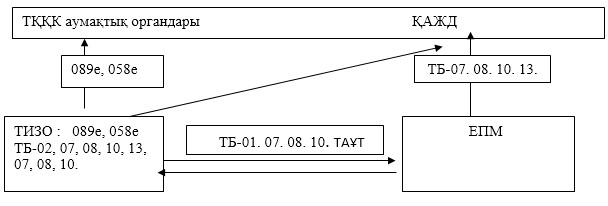 ТҚҚК аумақтық органдары ҚАЖД
089е, 058е
ТБ-07. 08. 10. 13.
ТИЗО : 089е, 058е
ТБ-02, 07, 08, 10, 13,
07, 08, 10.
ТБ-01. 07. 08. 10. ТАҰТ
ЕПМ